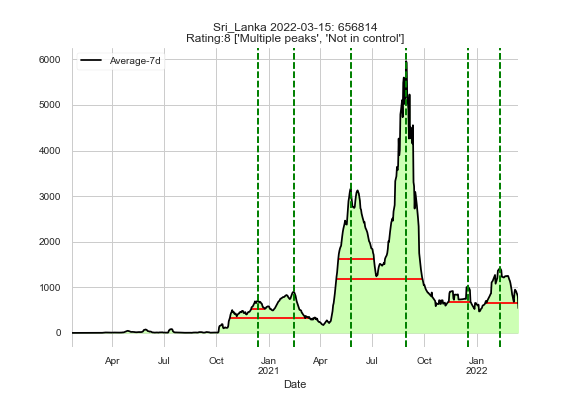 Sri_Lanka 2022-03-15: 656814
Rating:8 ['Multiple peaks', 'Not in control']
Average-7d
6000
5000
4000
3000
2000
1000
0
Apr Jul Oct Jan Apr Jul Oct Jan
2021 2022
Date